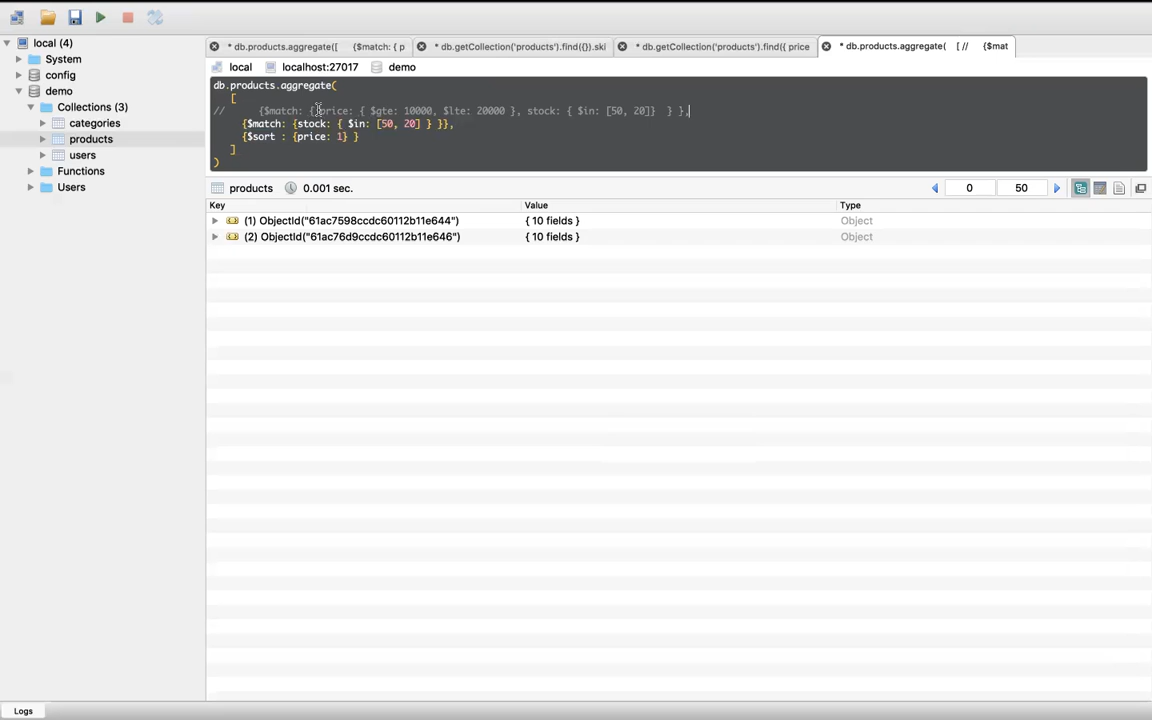 local (4)
System
config
demo
Collections (3)
categories
products
users
Functions
Users
* db.products.aggregate([ {$match: { p
* db.getCollection('products').find({}).ski
* db.getCollection('products').find({ price
* db.products.aggregate( [ // {$mat
local localhost:27017 demo
db.products.aggregate(
[
// {$match: { price: { $gte: 10000, $lte: 20000 }, stock: { $in: [50, 20]} } },
{$match: {stock: { $in: [50, 20] } }},
{$sort : {price: 1} }
]
)
products 0.001 sec. 0 50
Key Value Type
(1) ObjectId("61ac7598ccdc60112b11e644") { 10 fields } Object
(2) ObjectId("61ac76d9ccdc60112b11e646") { 10 fields } Object
Logs